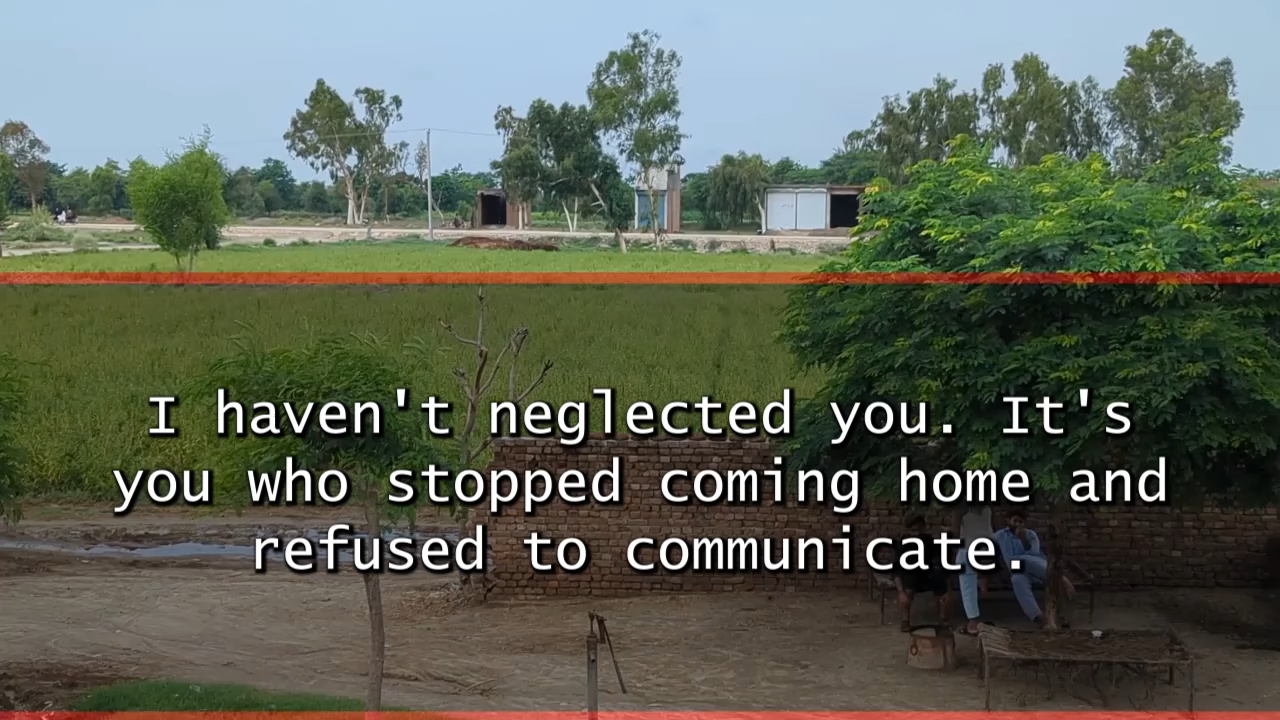 I haven't neglected you. It's
you who stopped coming home and
refused to communicate.